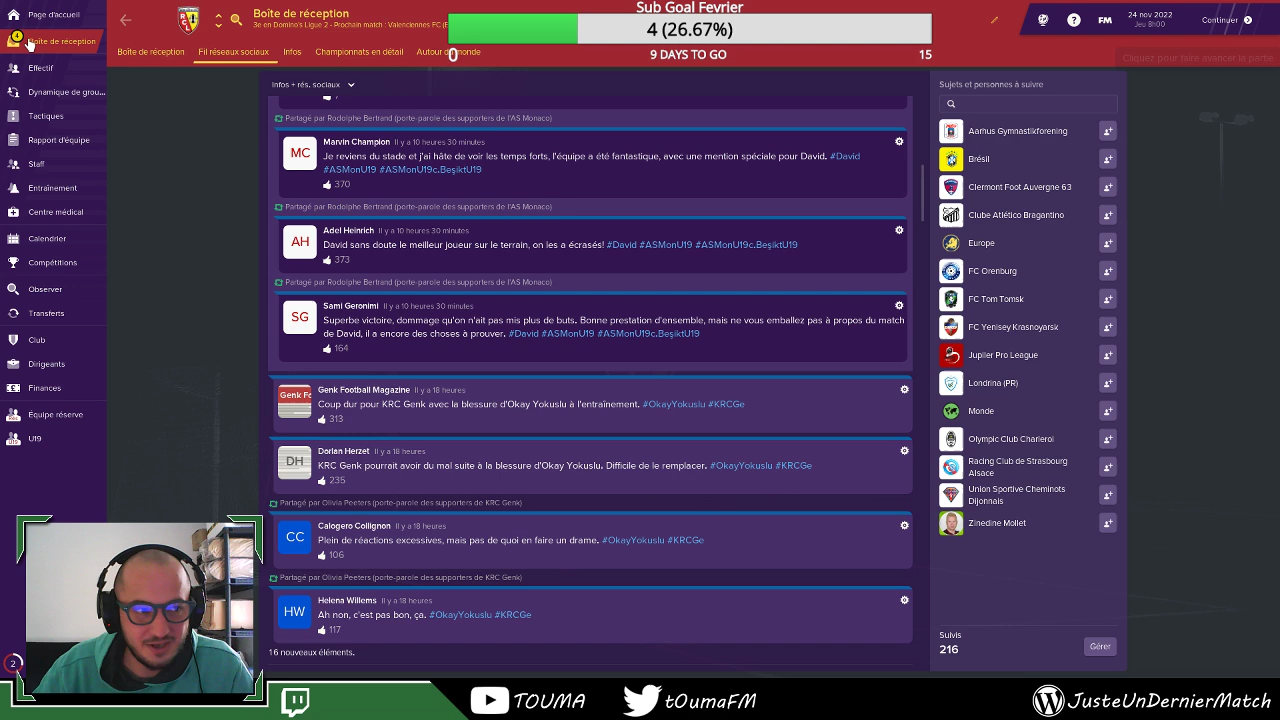 Page d'accueil
4
Boîte de réception
Effectif
Dynamique de grou...
Tactiques
Rapport d'équipe
Staff
Entraînement
Centre médical
Calendrier
Compétitions
Observer
Transferts
Club
Dirigeants
Finances
Équipe réserve
U19
2
Boîte de réception
3e en Domino's Ligue 2 - Prochain match : Valenciennes FC (E
Sub Goal Fevrier
4 (26.67%)
0
9 DAYS TO GO
15
FM
24 nov 2022
Jeu 8h00
Continuer
Cliquez pour faire avancer la partie
Boîte de réception
Fil réseaux sociaux
Infos
Championnats en détail
Autour du monde
Infos + rés. sociaux
Partagé par Rodolphe Bertrand (porte-parole des supporters de l'AS Monaco)
MC
Marvin Champion Il y a 10 heures 30 minutes
Je reviens du stade et j'ai hâte de voir les temps forts, l'équipe a été fantastique, avec une mention spéciale pour David. #David
#ASMonU19 #ASMonU19c.BeşiktU19
370
Partagé par Rodolphe Bertrand (porte-parole des supporters de l'AS Monaco)
AH
Adel Heinrich Il y a 10 heures 30 minutes
David sans doute le meilleur joueur sur le terrain, on les a écrasés! #David #ASMonU19 #ASMonU19c.BeşiktU19
373
Partagé par Rodolphe Bertrand (porte-parole des supporters de l'AS Monaco)
SG
Sami Geronimi Il y a 10 heures 30 minutes
Superbe victoire, dommage qu'on n'ait pas mis plus de buts. Bonne prestation d'ensemble, mais ne vous emballez pas à propos du match
de David, il a encore des choses à prouver. #David #ASMonU19 #ASMonU19c.BeşiktU19
164
Genk Fo
Genk Football Magazine Il y a 18 heures
Coup dur pour KRC Genk avec la blessure d'Okay Yokuslu à l'entraînement. #OkayYokuslu #KRCGe
313
DH
Dorian Herzet Il y a 18 heures
KRC Genk pourrait avoir du mal suite à la blessure d'Okay Yokuslu. Difficile de le remplacer. #OkayYokuslu #KRCGe
235
Partagé par Olivia Peeters (porte-parole des supporters de KRC Genk)
CC
Calogero Collignon Il y a 18 heures
Plein de réactions excessives, mais pas de quoi en faire un drame. #OkayYokuslu #KRCGe
106
Partagé par Olivia Peeters (porte-parole des supporters de KRC Genk)
HW
Helena Willems Il y a 18 heures
Ah non, c'est pas bon, ça. #OkayYokuslu #KRCGe
117
16 nouveaux éléments.
Sujets et personnes à suivre
Aarhus Gymnastikforening
Brésil
Clermont Foot Auvergne 63
Clube Atlético Bragantino
Europe
FC Orenburg
FC Tom Tomsk
FC Yenisey Krasnoyarsk
Jupiler Pro League
Londrina (PR)
Monde
Olympic Club Charleroi
Racing Club de Strasbourg
Alsace
Union Sportive Cheminots
Dijonnais
Zinedine Mollet
Suivis
216
Gérer
TOUMA
tOumaFM
JusteUnDernierMatch